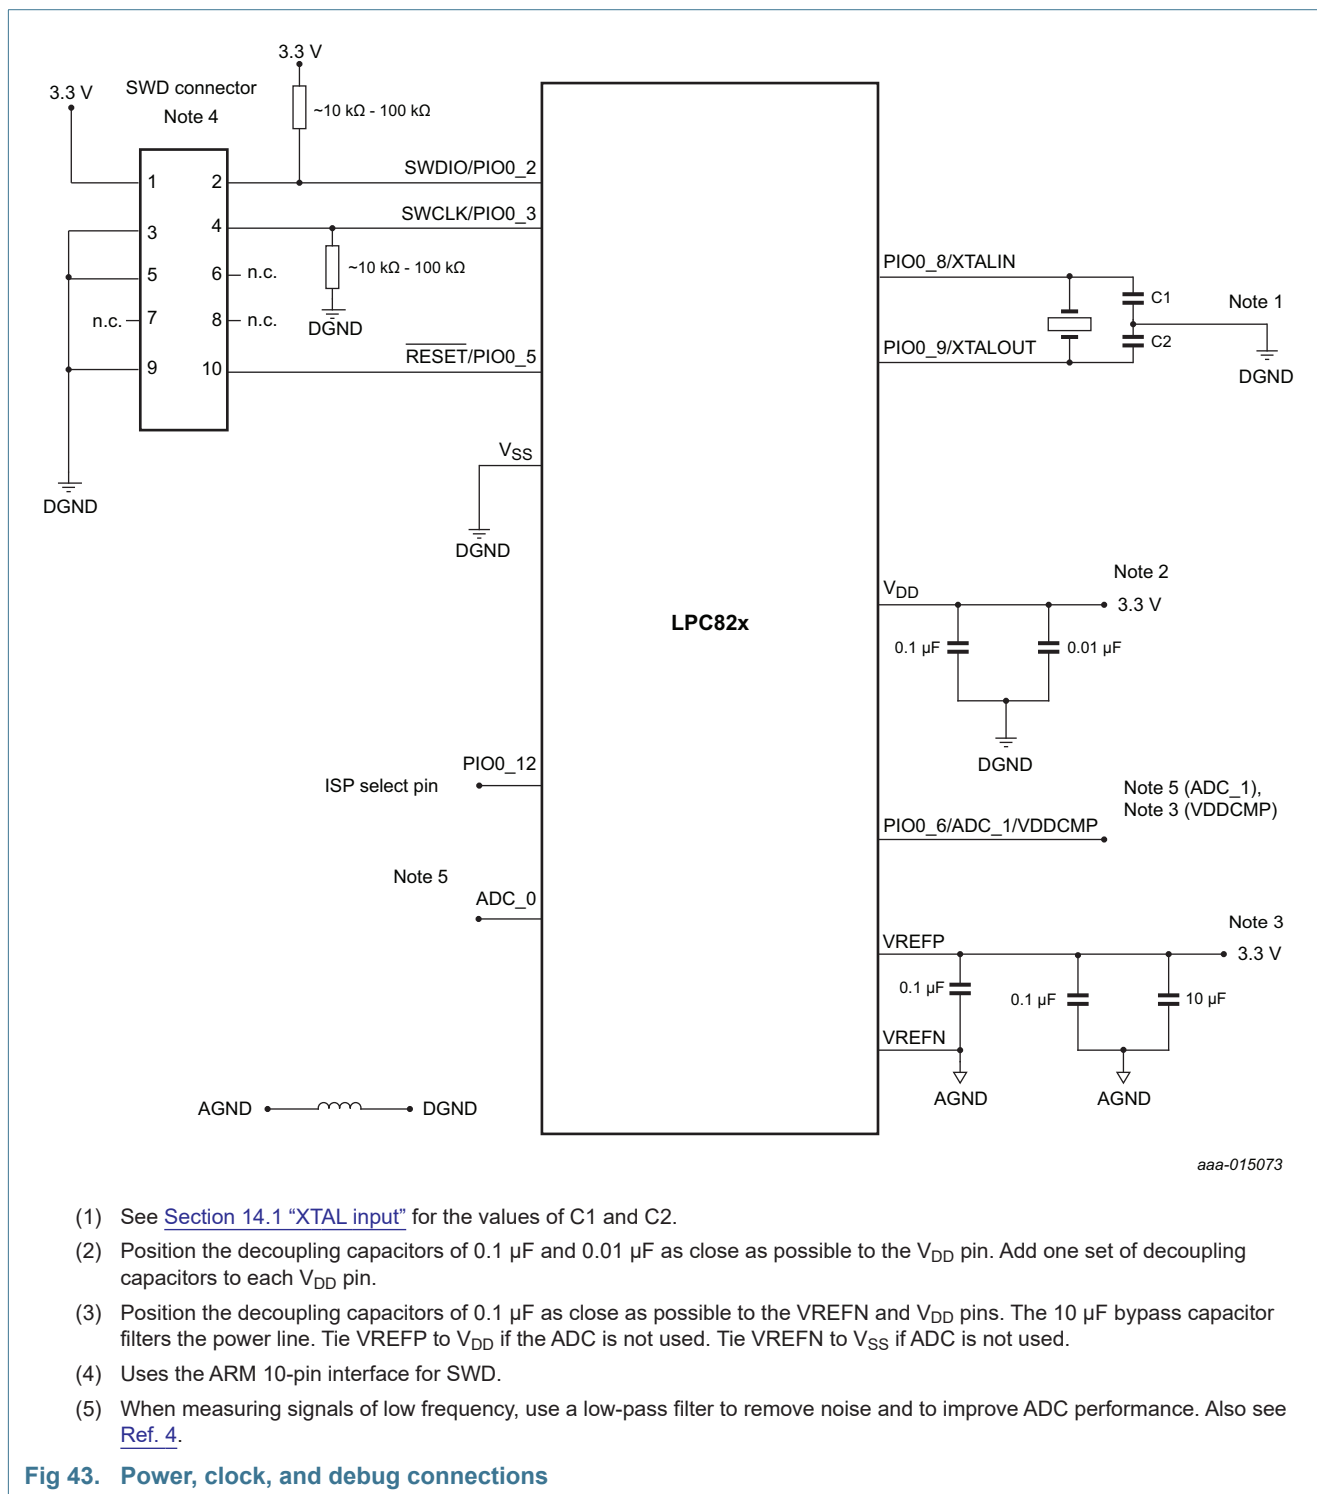 3.3 V
3.3 V
SWD connector
Note 4
~10 kΩ - 100 kΩ
1
2
SWDIO/PIO0_2
3
4
SWCLK/PIO0_3
~10 kΩ - 100 kΩ
5
6
n.c.
n.c.
7
8
n.c.
DGND
9
10
RESET/PIO0_5
DGND
VSS
DGND
PIO0_8/XTALIN
C1
Note 1
C2
PIO0_9/XTALOUT
DGND
LPC82x
VDD
Note 2
3.3 V
0.1 µF
0.01 µF
DGND
ISP select pin
PIO0_12
Note 5 (ADC_1),
Note 3 (VDDCMP)
PIO0_6/ADC_1/VDDCMP
Note 5
ADC_0
Note 3
VREFP
3.3 V
0.1 µF
0.1 µF
10 µF
VREFN
AGND
AGND
AGND
DGND
aaa-015073
(1) See Section 14.1 “XTAL input” for the values of C1 and C2.
(2) Position the decoupling capacitors of 0.1 µF and 0.01 µF as close as possible to the VDD pin. Add one set of decoupling
capacitors to each VDD pin.
(3) Position the decoupling capacitors of 0.1 µF as close as possible to the VREFN and VDD pins. The 10 µF bypass capacitor
filters the power line. Tie VREFP to VDD if the ADC is not used. Tie VREFN to VSS if ADC is not used.
(4) Uses the ARM 10-pin interface for SWD.
(5) When measuring signals of low frequency, use a low-pass filter to remove noise and to improve ADC performance. Also see
Ref. 4.
Fig 43. Power, clock, and debug connections